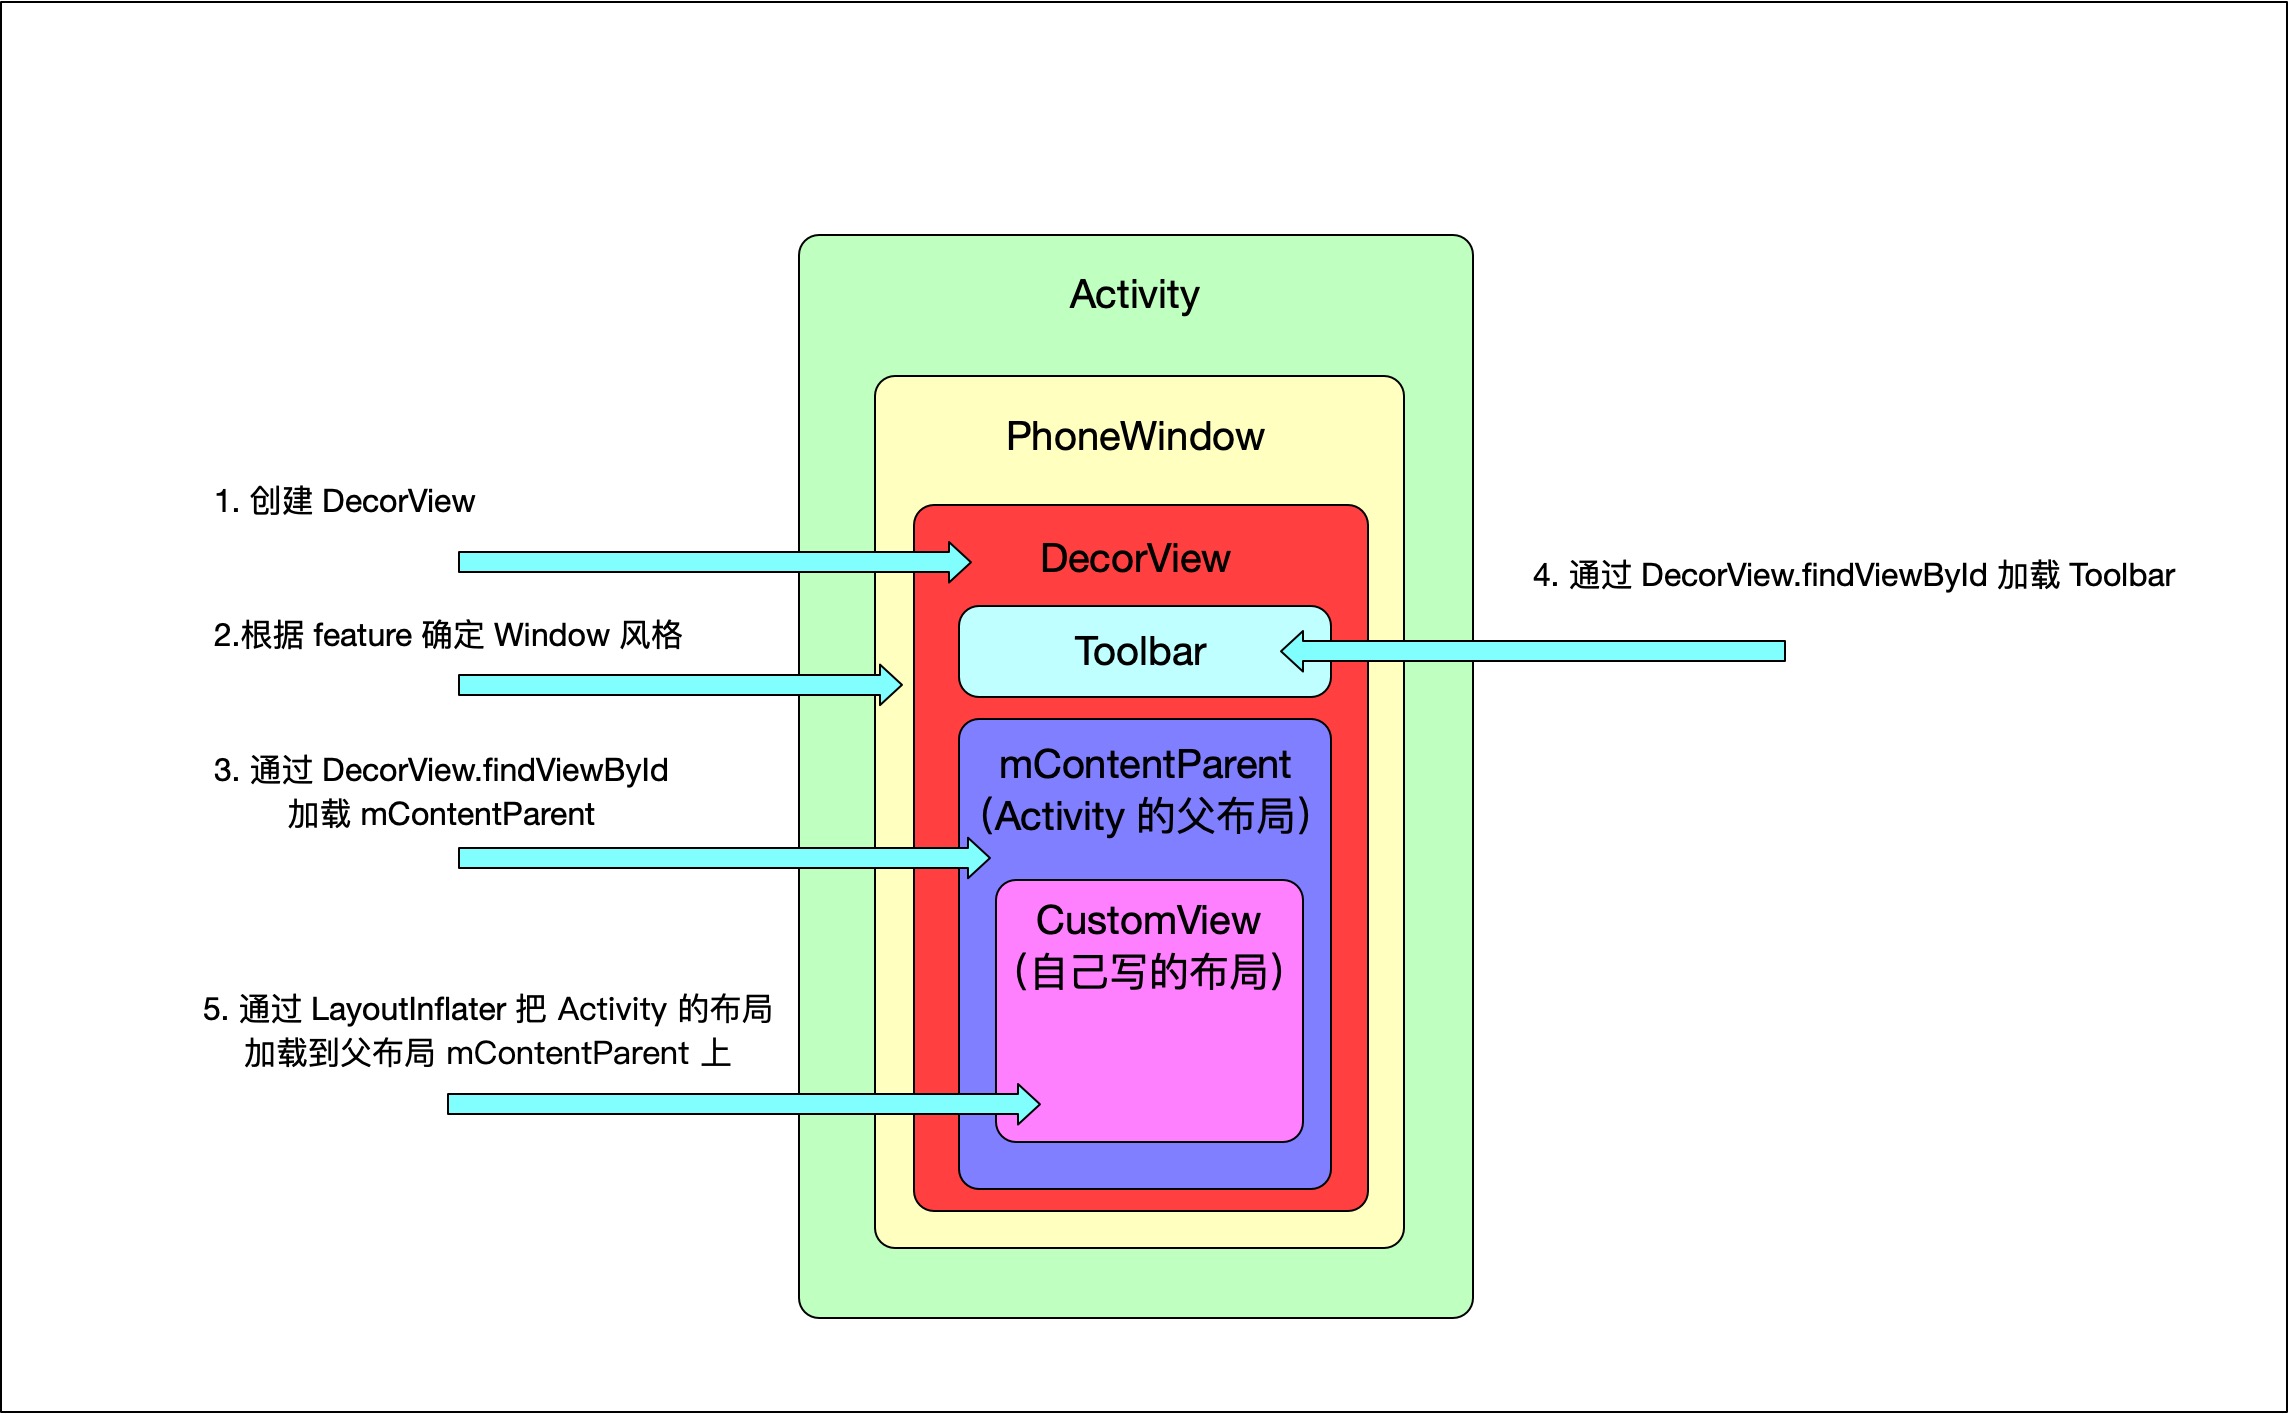 Activity
PhoneWindow
1. 创建 DecorView
DecorView
4. 通过 DecorView.findViewById 加载 Toolbar
2.根据 feature 确定 Window 风格
Toolbar
3. 通过 DecorView.findViewById
加载 mContentParent
mContentParent
（Activity 的父布局）
CustomView
（自己写的布局）
5. 通过 LayoutInflater 把 Activity 的布局
加载到父布局 mContentParent 上